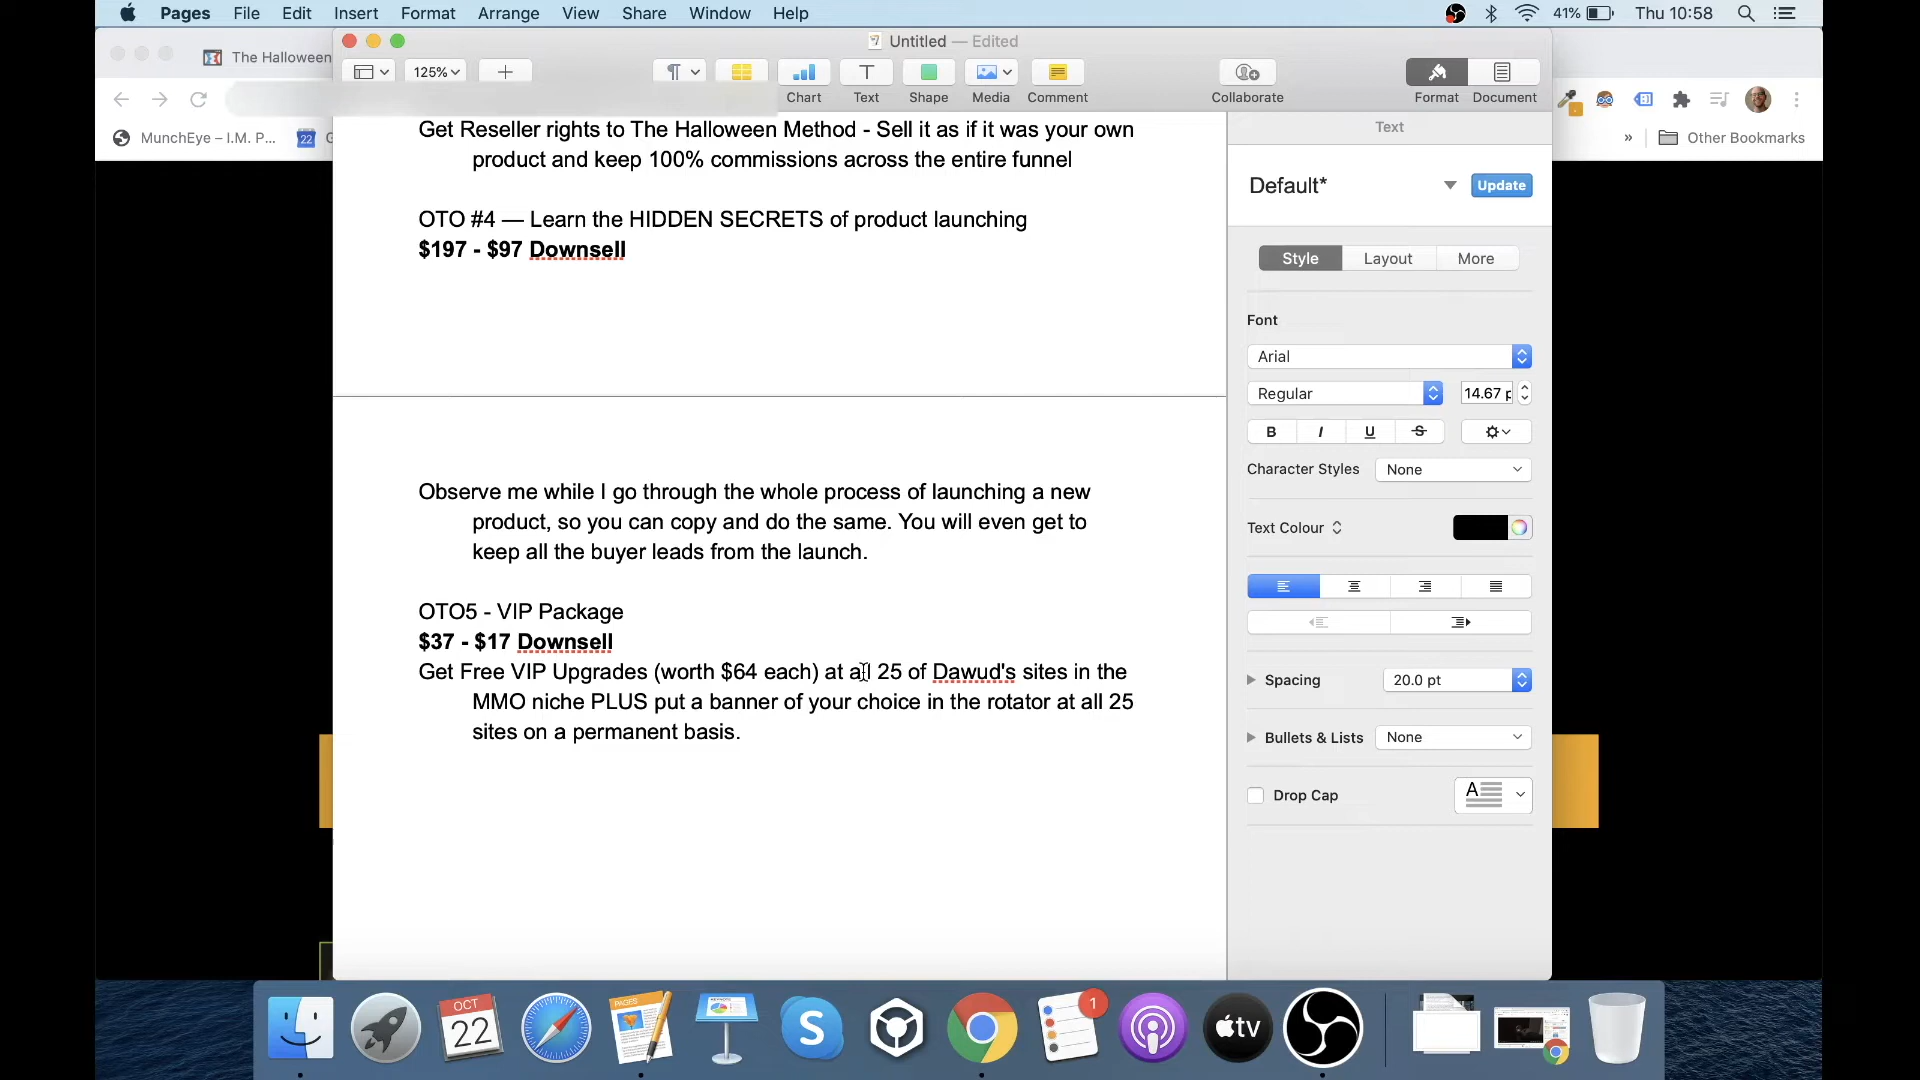 Pages File Edit Insert Format Arrange View Share Window Help 41% Thu 10:58
Untitled — Edited
The Halloween
125%
Chart Text Shape Media Comment Collaborate Format Document
MunchEye – I.M. P... 22 Other Bookmarks
Text
Get Reseller rights to The Halloween Method - Sell it as if it was your own
product and keep 100% commissions across the entire funnel
OTO #4 — Learn the HIDDEN SECRETS of product launching
$197 - $97 Downsell
Observe me while I go through the whole process of launching a new
product, so you can copy and do the same. You will even get to
keep all the buyer leads from the launch.
OTO5 - VIP Package
$37 - $17 Downsell
Get Free VIP Upgrades (worth $64 each) at all 25 of Dawud's sites in the
MMO niche PLUS put a banner of your choice in the rotator at all 25
sites on a permanent basis.
Default*
Update
Style Layout More
Font
Arial
Regular 14.67 p
B I U S
Character Styles None
Text Colour
Spacing 20.0 pt
Bullets & Lists None
Drop Cap A
OCT
22
PAGES
S
1
tv